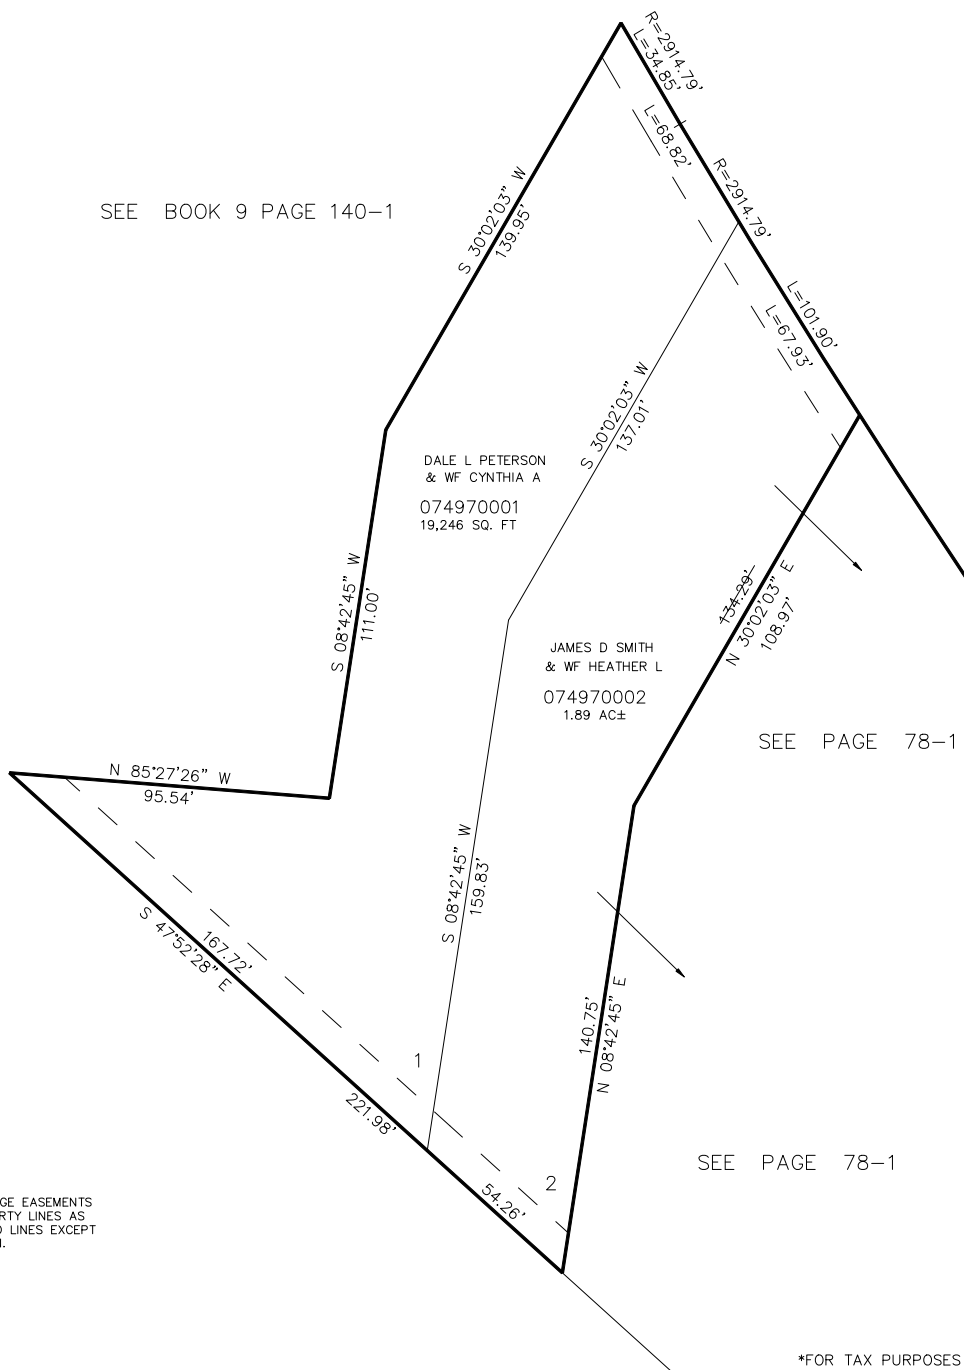 R=2914.79'
L=34.85'
L=68.82'
R=2914.79'
S 30°02'03" W
139.95'
SEE BOOK 9 PAGE 140-1
L=101.90'
L=67.93'
S 30°02'03" W
137.01'
DALE L PETERSON
& WF CYNTHIA A
074970001
19,246 SQ. FT
S 08°42'45" W
111.00'
134.29'
N 30°02'03" E
108.97'
JAMES D SMITH
& WF HEATHER L
074970002
1.89 AC±
SEE PAGE 78-1
N 85°27'26" W
95.54'
S 08°42'45" W
159.83'
167.72'
S 47°52'28" E
140.75'
N 08°42'45" E
1
221.98'
SEE PAGE 78-1
2
54.26'
GE EASEMENTS
RTY LINES AS
LINES EXCEPT
*FOR TAX PURPOSES